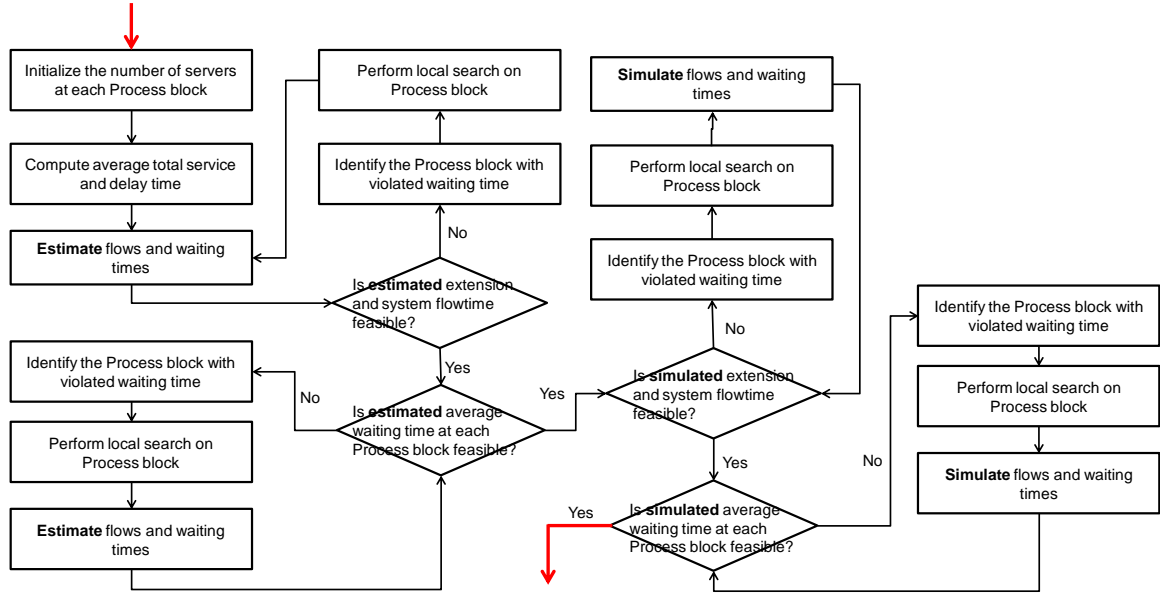 Initialize the number of servers
at each Process block
Compute average total service
and delay time
Estimate flows and waiting
times
Perform local search on
Process block
Identify the Process block with
violated waiting time
No
Is estimated extension
and system flowtime
feasible?
Yes
Is estimated average
waiting time at each
Process block feasible?
No
Identify the Process block with
violated waiting time
Perform local search on
Process block
Estimate flows and waiting
times
Yes
Simulate flows and waiting
times
Perform local search on
Process block
Identify the Process block with
violated waiting time
No
Is simulated extension
and system flowtime
feasible?
Yes
Is simulated average
waiting time at each
Process block feasible?
Yes
No
Identify the Process block with
violated waiting time
Perform local search on
Process block
Simulate flows and waiting
times